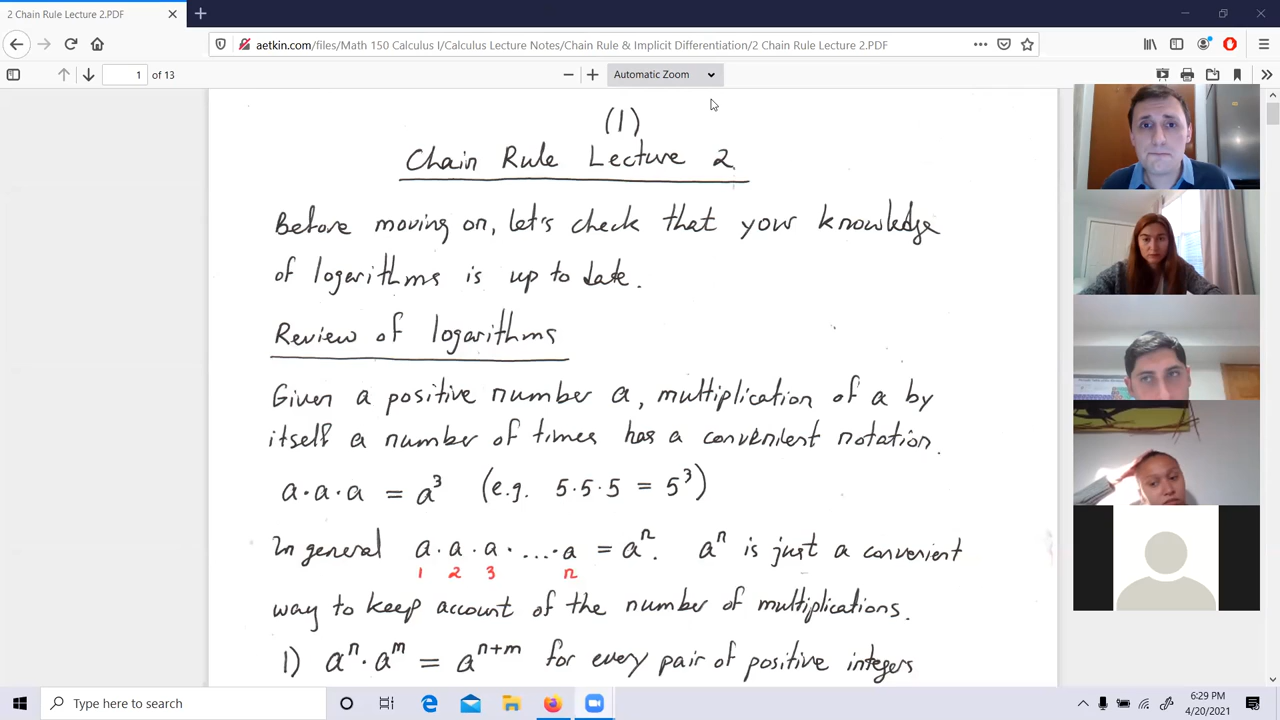 2 Chain Rule Lecture 2.PDF
aetkin.com/files/Math 150 Calculus I/Calculus Lecture Notes/Chain Rule & Implicit Differentiation/2 Chain Rule Lecture 2.PDF
1 of 13
Automatic Zoom
(1)
Chain Rule Lecture 2
Before moving on, let's check that your knowledge
of logarithms is up to date.
Review of logarithms
Given a positive number a, multiplication of a by
itself a number of times has a convenient notation.
a·a·a = a³ (e.g. 5·5·5 = 5³)
In general a·a·a·....·a = aⁿ. aⁿ is just a convenient
1 2 3 n
way to keep account of the number of multiplications.
1) aⁿ·aᵐ = aⁿ⁺ᵐ for every pair of positive integers
Type here to search
6:29 PM
4/20/2021